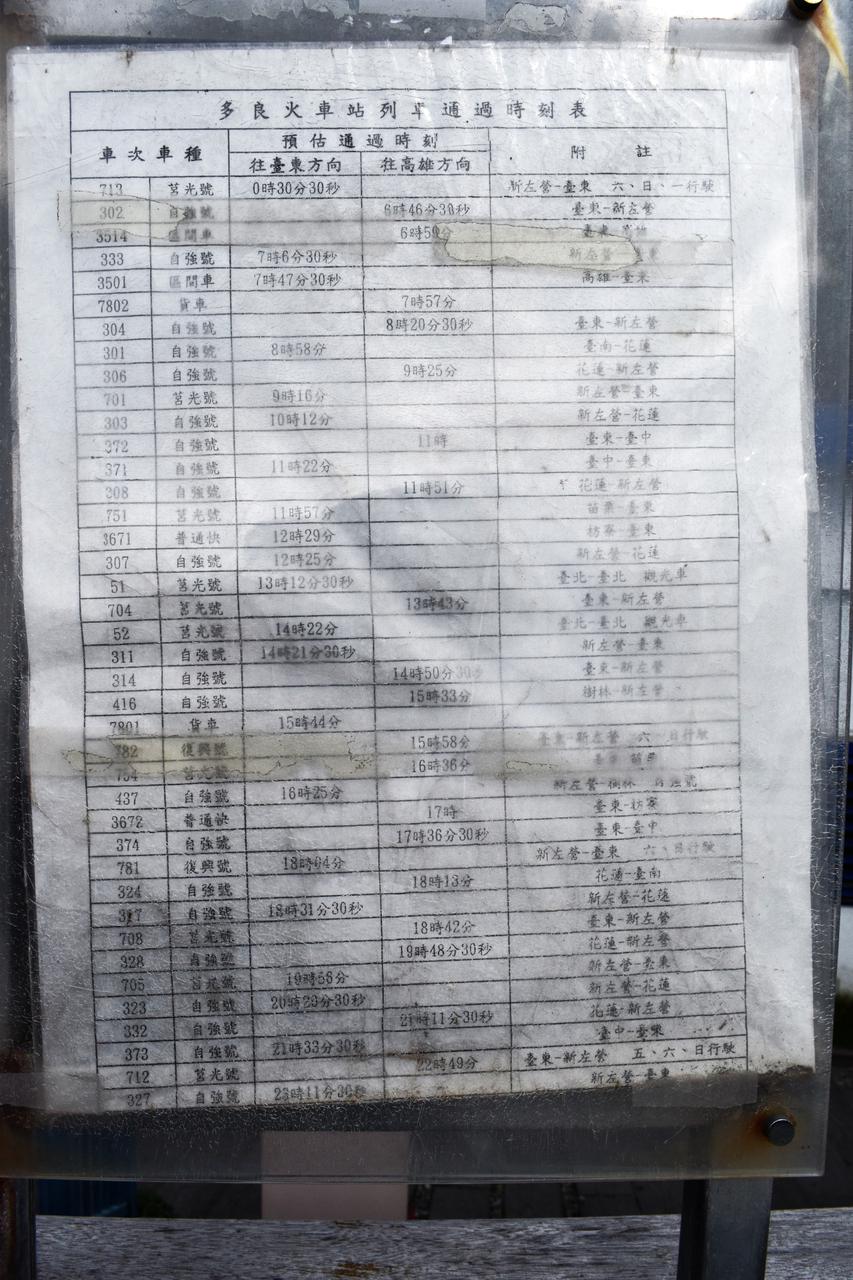 多良火車站列車通過時刻表
車次車種 預估通過時刻 附註
往臺東方向 往高雄方向
713 莒光號 0時30分30秒 新左營-臺東 六、日、一行駛
302 自強號 6時46分30秒 臺東-新左營
3514 區間車 6時59分 臺東
333 自強號 7時6分30秒 新左營-臺東
3501 區間車 7時47分30秒 高雄-臺東
7802 貨車 7時57分
304 自強號 8時20分30秒 臺東-新左營
301 自強號 8時58分 臺南-花蓮
306 自強號 9時25分 花蓮-新左營
701 莒光號 9時16分 新左營-臺東
303 自強號 10時12分 新左營-花蓮
372 自強號 11時 臺東-臺中
371 自強號 11時22分 臺中-臺東
308 自強號 11時51分 花蓮-新左營
751 莒光號 11時57分 苗栗-臺東
3671 普通快 12時29分 枋寮-臺東
307 自強號 12時25分 新左營-花蓮
51 莒光號 13時12分30秒 臺北-臺北 觀光車
704 莒光號 13時43分 臺東-新左營
52 莒光號 14時22分 臺北-臺北 觀光車
311 自強號 14時21分30秒 新左營-臺東
314 自強號 14時50分30秒 臺東-新左營
416 自強號 15時33分 樹林-新左營
7801 貨車 15時44分
782 復興號 15時58分 臺東-新左營 六、日行駛
754 莒光號 16時36分 臺東-苗栗
437 自強號 16時25分 新左營-樹林 自強號
3672 普通快 17時 臺東-枋寮
374 自強號 17時36分30秒 臺東-臺中
781 復興號 18時04分 新左營-臺東 六、日行駛
324 自強號 18時13分 花蓮-臺南
317 自強號 18時31分30秒 新左營-花蓮
708 莒光號 18時42分 臺東-新左營
328 自強號 19時48分30秒 花蓮-新左營
705 莒光號 19時56分 新左營-臺東
323 自強號 20時29分30秒 新左營-花蓮
332 自強號 21時11分30秒 花蓮-新左營
373 自強號 21時33分30秒 臺中-臺東
712 莒光號 22時49分 臺東-新左營 五、六、日行駛
327 自強號 23時11分30秒 新左營-臺東